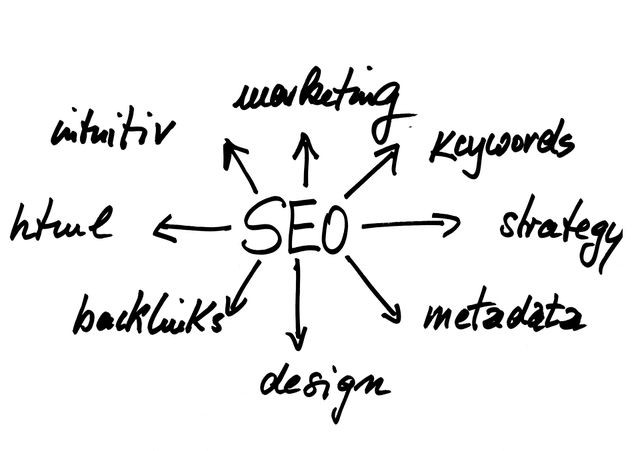 marketing
intuitiv
keywords
html
SEO
strategy
backlinks
metadata
design